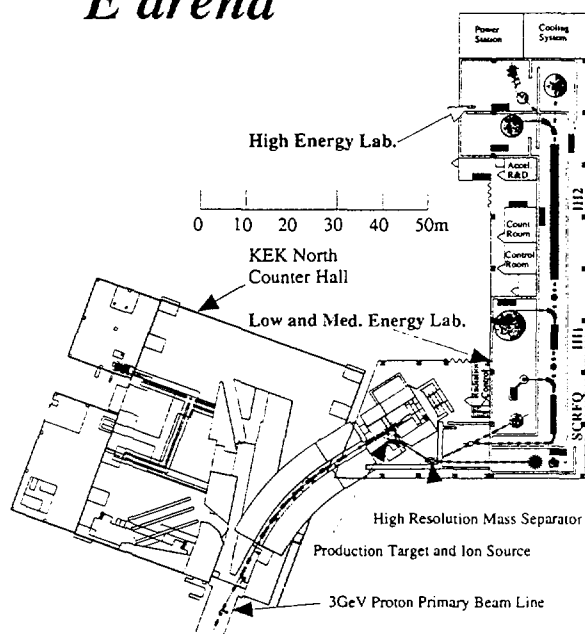 E arena
Power
Station
Cooling
System
High Energy Lab.
Accel.
R&D
IH2
0 10 20 30 40 50m
Count
Room
KEK North
Counter Hall
Control
Room
Low and Med. Energy Lab.
IH1
Radiation
Control
SCRFQ
High Resolution Mass Separator
Production Target and Ion Source
3GeV Proton Primary Beam Line